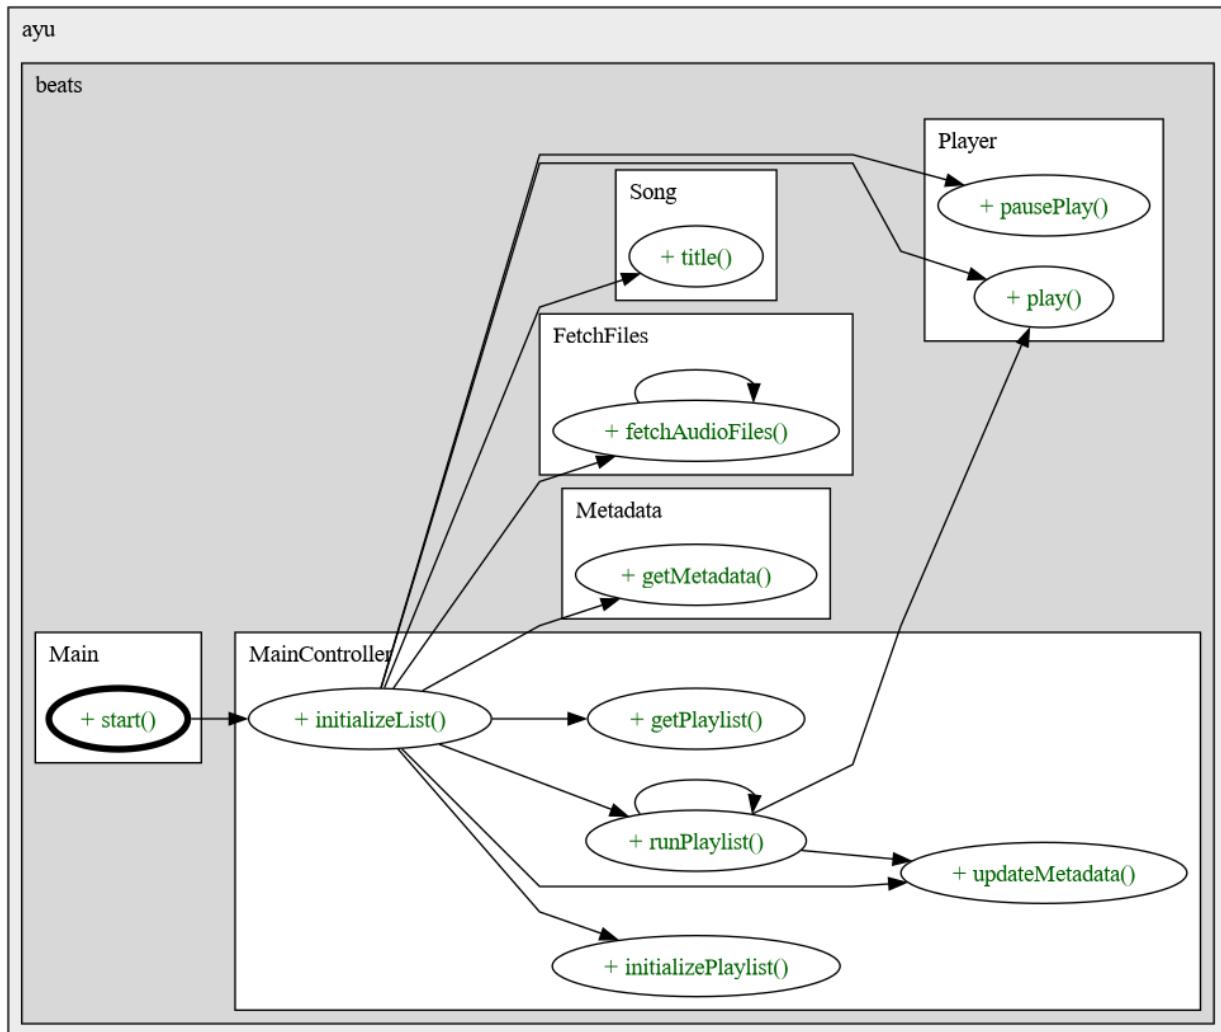 ayu
beats
Player
+ pausePlay()
+ play()
Song
+ title()
FetchFiles
+ fetchAudioFiles()
Metadata
+ getMetadata()
Main
+ start()
MainController
+ initializeList()
+ getPlaylist()
+ runPlaylist()
+ updateMetadata()
+ initializePlaylist()